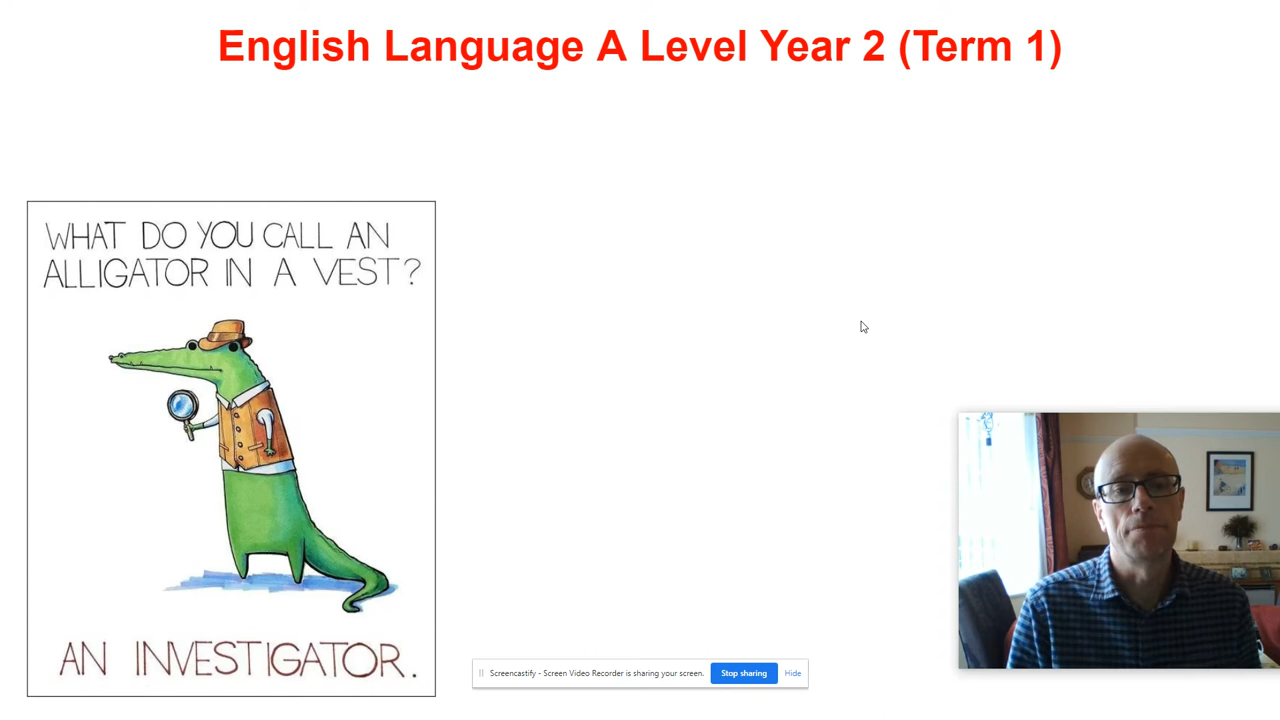 English Language A Level Year 2 (Term 1)
WHAT DO YOU CALL AN
ALLIGATOR IN A VEST?
AN INVESTIGATOR.
Screencastify - Screen Video Recorder is sharing your screen. Stop sharing Hide